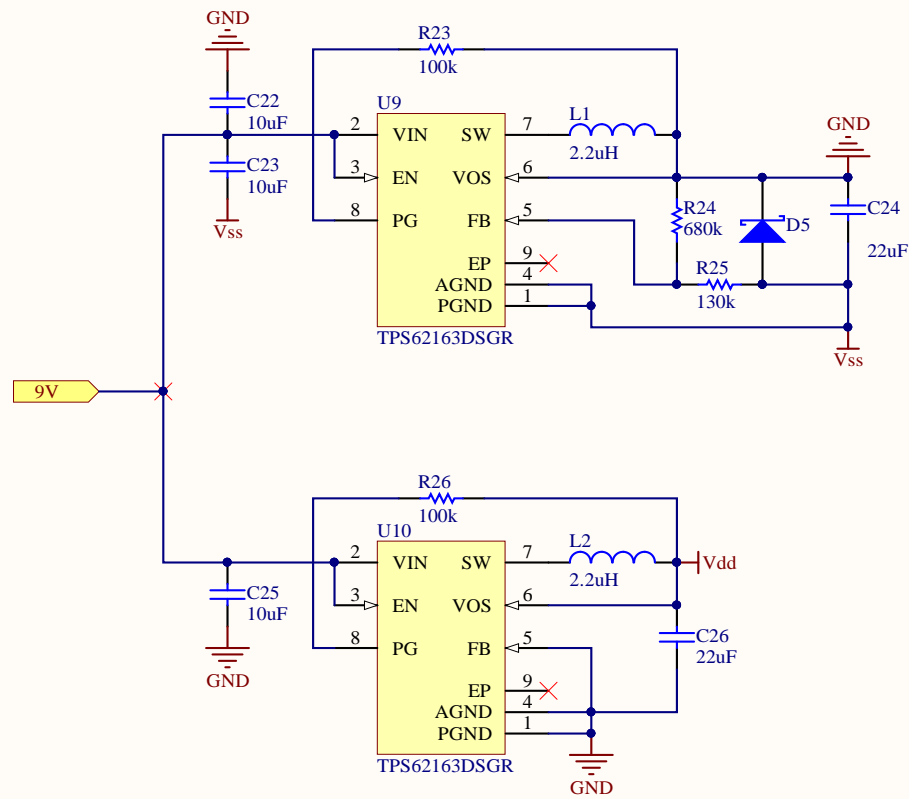 GND
R23
100k
C22
10uF
U9
L1
2.2uH
GND
2 VIN SW 7
C23
10uF
3 EN VOS 6
R24
680k
D5
C24
22uF
Vss
8 PG FB 5
EP 9
R25
130k
AGND 4
PGND 1
TPS62163DSGR
Vss
9V
R26
100k
U10
L2
2.2uH
2 VIN SW 7
Vdd
C25
10uF
3 EN VOS 6
C26
22uF
8 PG FB 5
GND
EP 9
AGND 4
PGND 1
TPS62163DSGR
GND